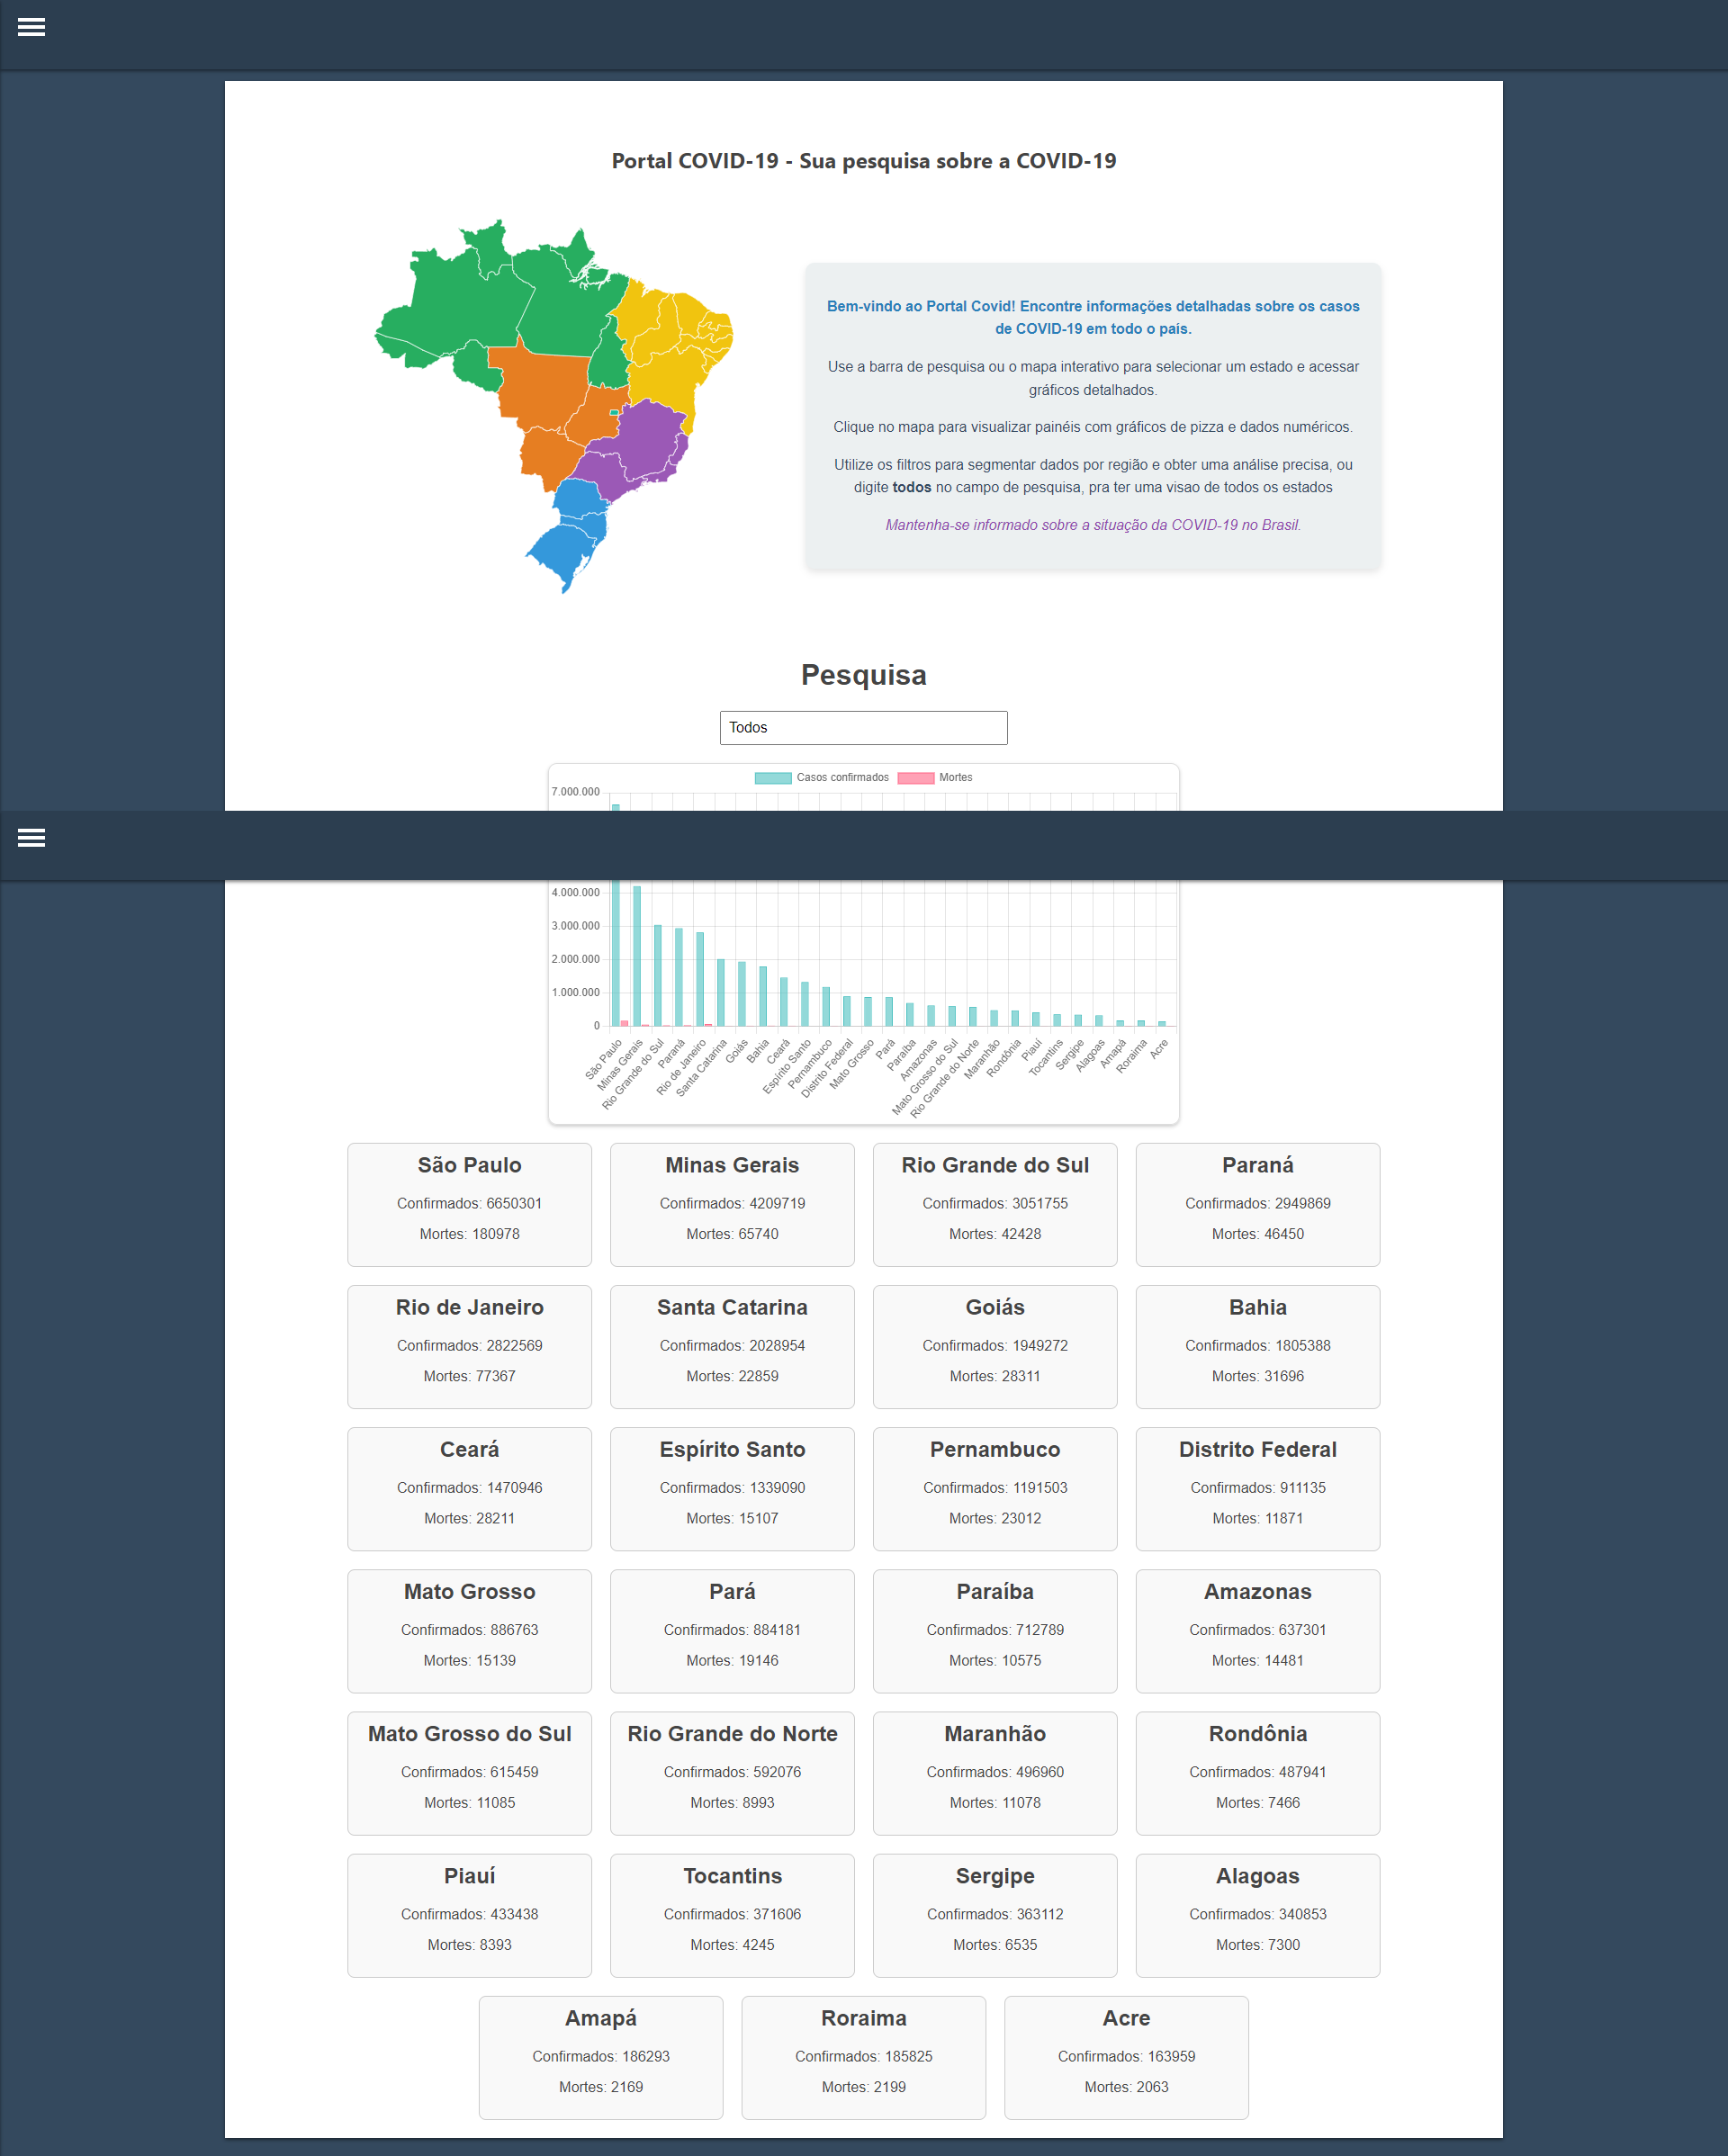 Portal COVID-19 - Sua pesquisa sobre a COVID-19
Bem-vindo ao Portal Covid! Encontre informações detalhadas sobre os casos
de COVID-19 em todo o país.
Use a barra de pesquisa ou o mapa interativo para selecionar um estado e acessar
gráficos detalhados.
Clique no mapa para visualizar painéis com gráficos de pizza e dados numéricos.
Utilize os filtros para segmentar dados por região e obter uma análise precisa, ou
digite todos no campo de pesquisa, pra ter uma visao de todos os estados
Mantenha-se informado sobre a situação da COVID-19 no Brasil.
Pesquisa
Todos
Casos confirmados Mortes
7.000.000
4.000.000
3.000.000
2.000.000
1.000.000
0
São Paulo
Minas Gerais
Rio Grande do Sul
Paraná
Rio de Janeiro
Santa Catarina
Goiás
Bahia
Ceará
Espírito Santo
Pernambuco
Distrito Federal
Mato Grosso
Pará
Paraíba
Amazonas
Mato Grosso do Sul
Rio Grande do Norte
Maranhão
Rondônia
Piauí
Tocantins
Sergipe
Alagoas
Amapá
Roraima
Acre
São Paulo
Confirmados: 6650301
Mortes: 180978
Minas Gerais
Confirmados: 4209719
Mortes: 65740
Rio Grande do Sul
Confirmados: 3051755
Mortes: 42428
Paraná
Confirmados: 2949869
Mortes: 46450
Rio de Janeiro
Confirmados: 2822569
Mortes: 77367
Santa Catarina
Confirmados: 2028954
Mortes: 22859
Goiás
Confirmados: 1949272
Mortes: 28311
Bahia
Confirmados: 1805388
Mortes: 31696
Ceará
Confirmados: 1470946
Mortes: 28211
Espírito Santo
Confirmados: 1339090
Mortes: 15107
Pernambuco
Confirmados: 1191503
Mortes: 23012
Distrito Federal
Confirmados: 911135
Mortes: 11871
Mato Grosso
Confirmados: 886763
Mortes: 15139
Pará
Confirmados: 884181
Mortes: 19146
Paraíba
Confirmados: 712789
Mortes: 10575
Amazonas
Confirmados: 637301
Mortes: 14481
Mato Grosso do Sul
Confirmados: 615459
Mortes: 11085
Rio Grande do Norte
Confirmados: 592076
Mortes: 8993
Maranhão
Confirmados: 496960
Mortes: 11078
Rondônia
Confirmados: 487941
Mortes: 7466
Piauí
Confirmados: 433438
Mortes: 8393
Tocantins
Confirmados: 371606
Mortes: 4245
Sergipe
Confirmados: 363112
Mortes: 6535
Alagoas
Confirmados: 340853
Mortes: 7300
Amapá
Confirmados: 186293
Mortes: 2169
Roraima
Confirmados: 185825
Mortes: 2199
Acre
Confirmados: 163959
Mortes: 2063